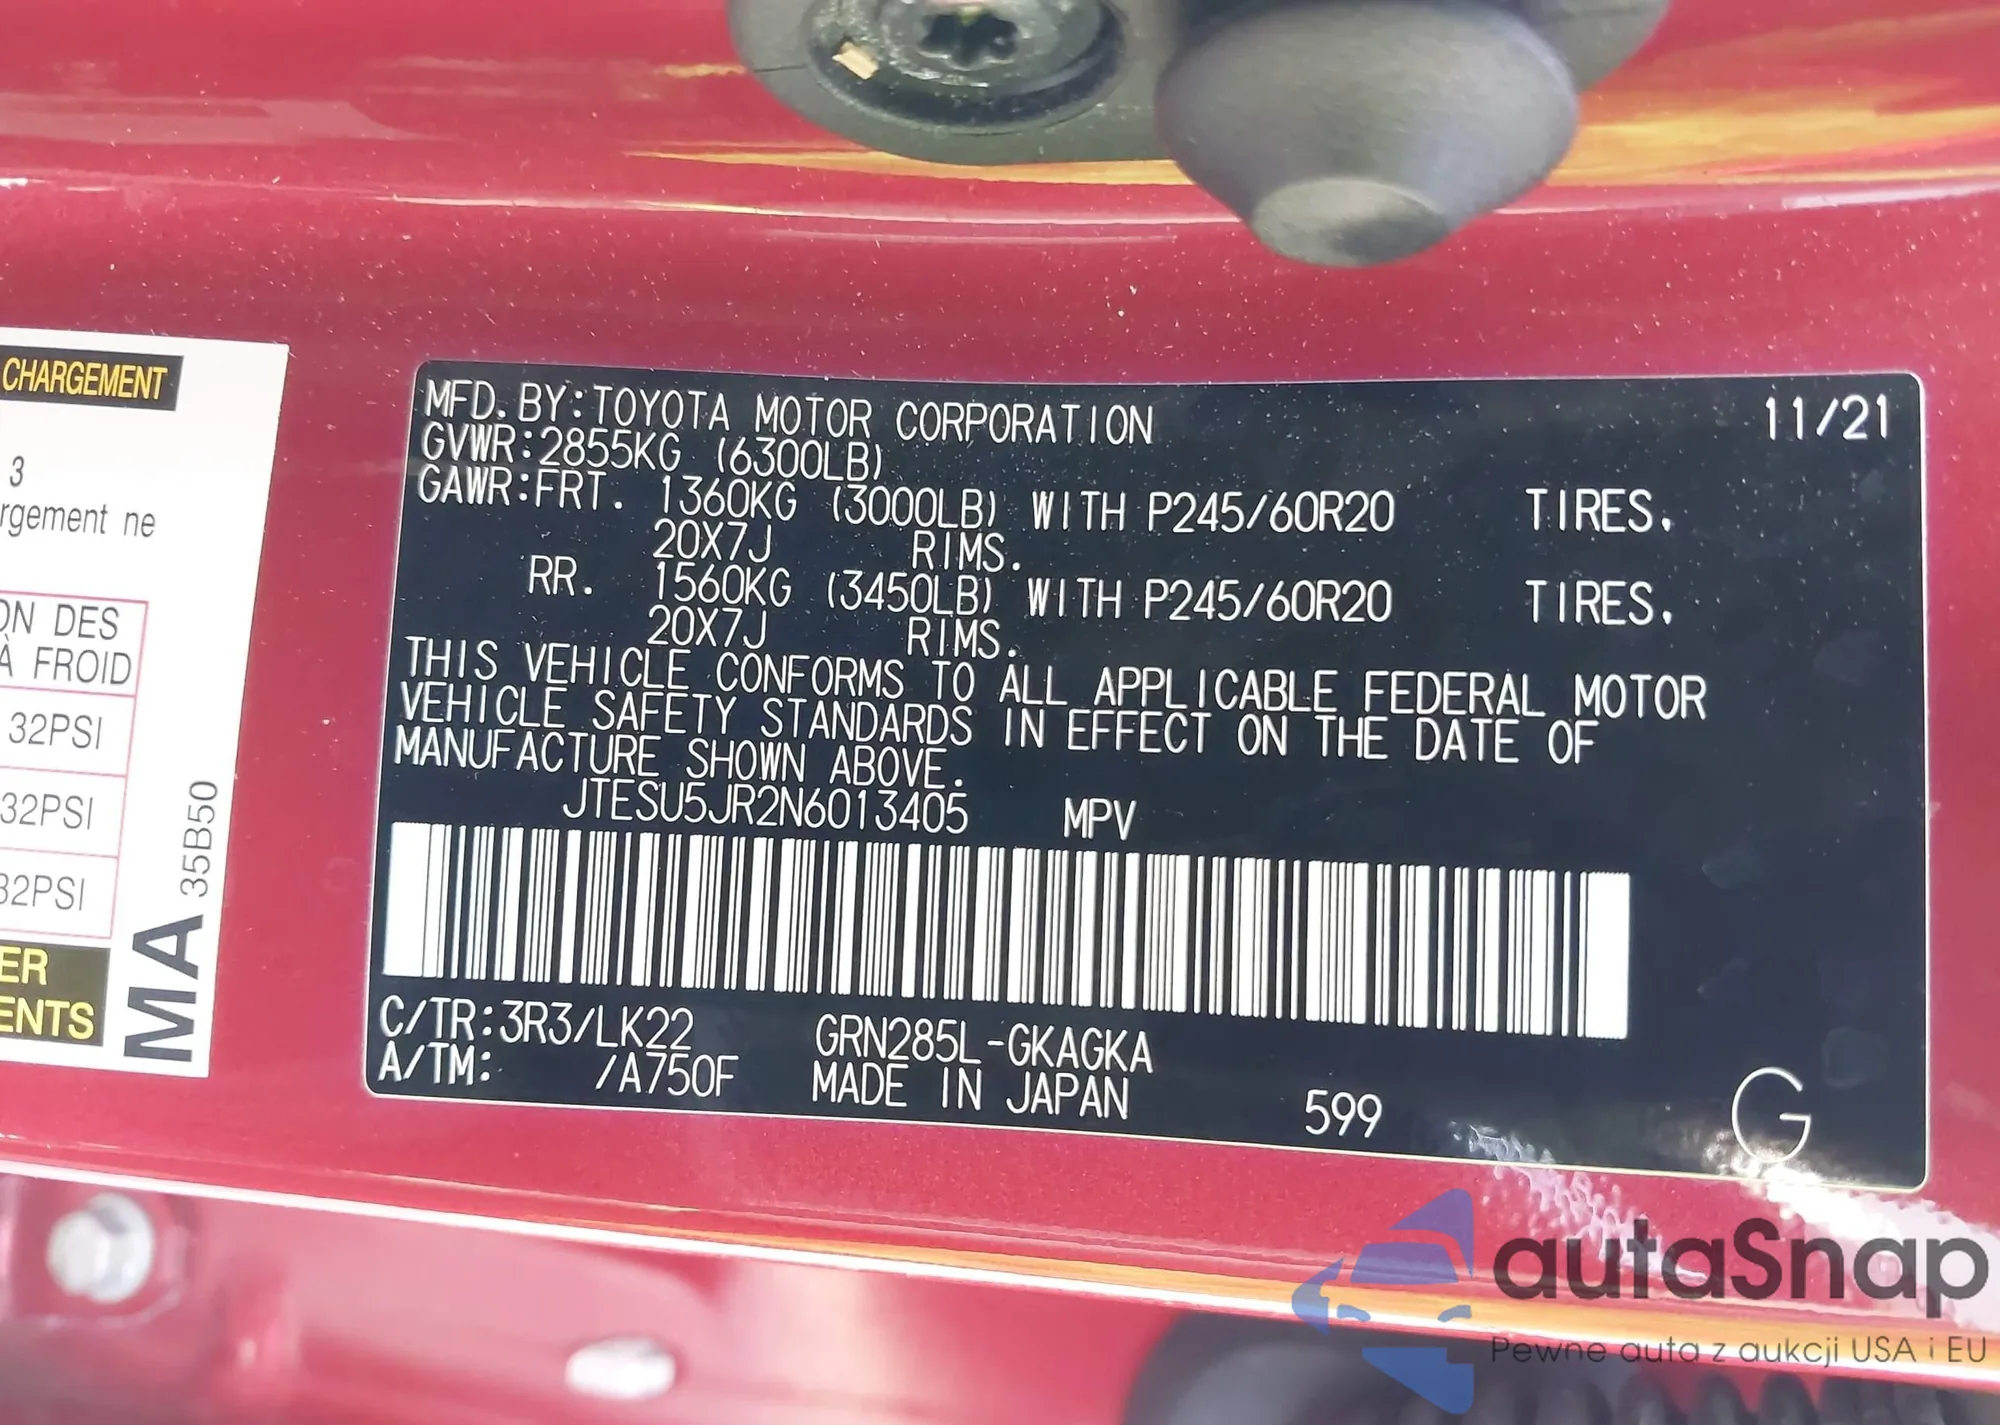 CHARGEMENT
3
rgement ne
ON DES
À FROID
32PSI
32PSI
32PSI
ER
ENTS
MA 35B50
MFD. BY: TOYOTA MOTOR CORPORATION 11/21
GVWR: 2855KG (6300LB)
GAWR: FRT. 1360KG (3000LB) WITH P245/60R20 TIRES.
20X7J RIMS.
RR. 1560KG (3450LB) WITH P245/60R20 TIRES.
20X7J RIMS.
THIS VEHICLE CONFORMS TO ALL APPLICABLE FEDERAL MOTOR
VEHICLE SAFETY STANDARDS IN EFFECT ON THE DATE OF
MANUFACTURE SHOWN ABOVE.
JTESU5JR2N6013405 MPV
C/TR: 3R3/LK22 GRN285L-GKAGKA
A/TM: /A750F MADE IN JAPAN 599 G
autaSnap
Pewne auta z aukcji USA i EU